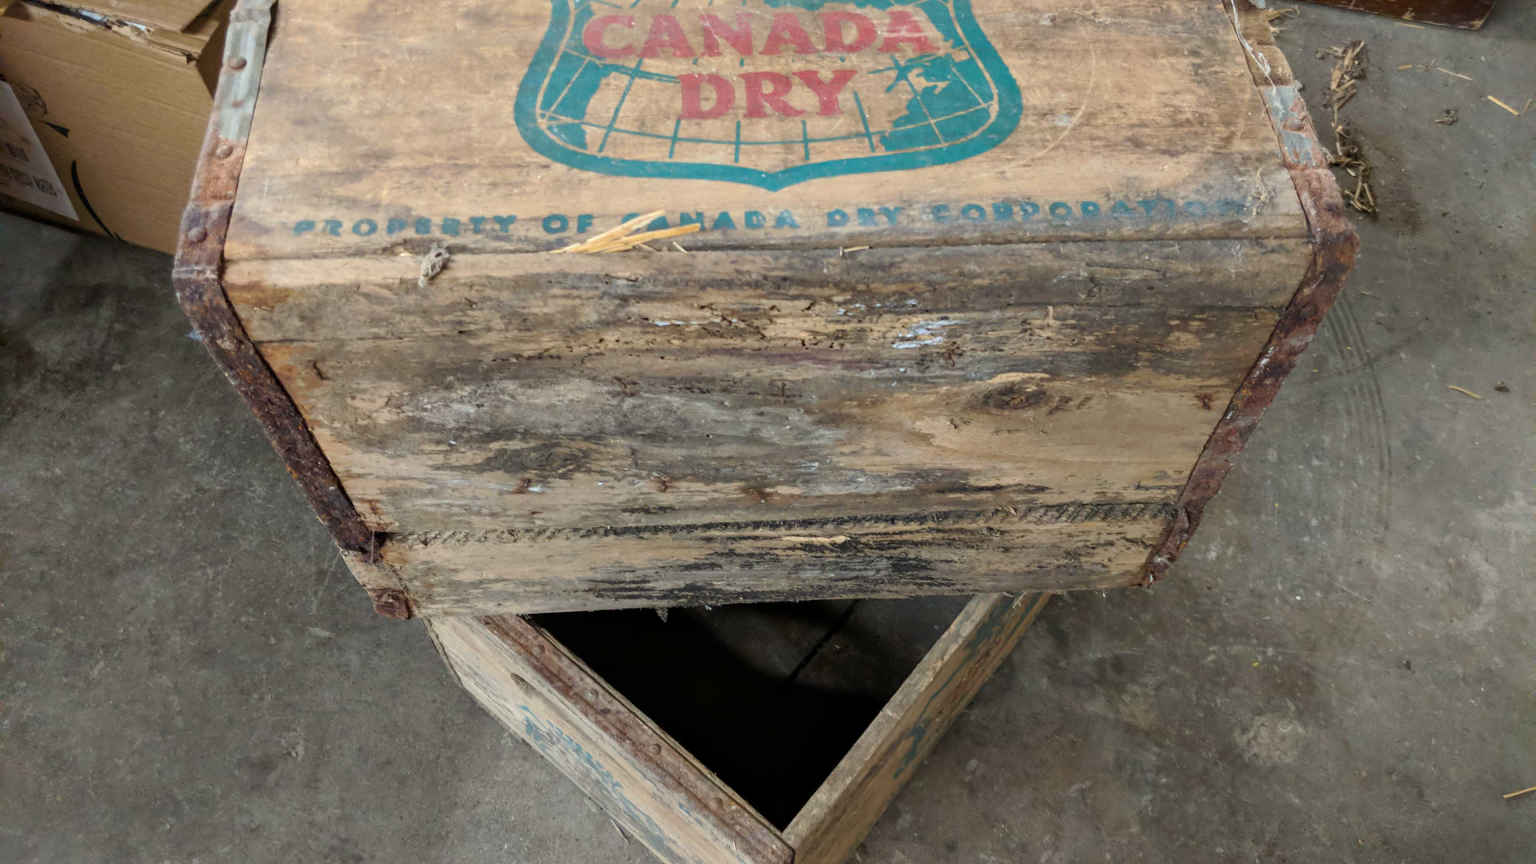 CANADA
DRY
PROPERTY OF CANADA DRY CORPORATION